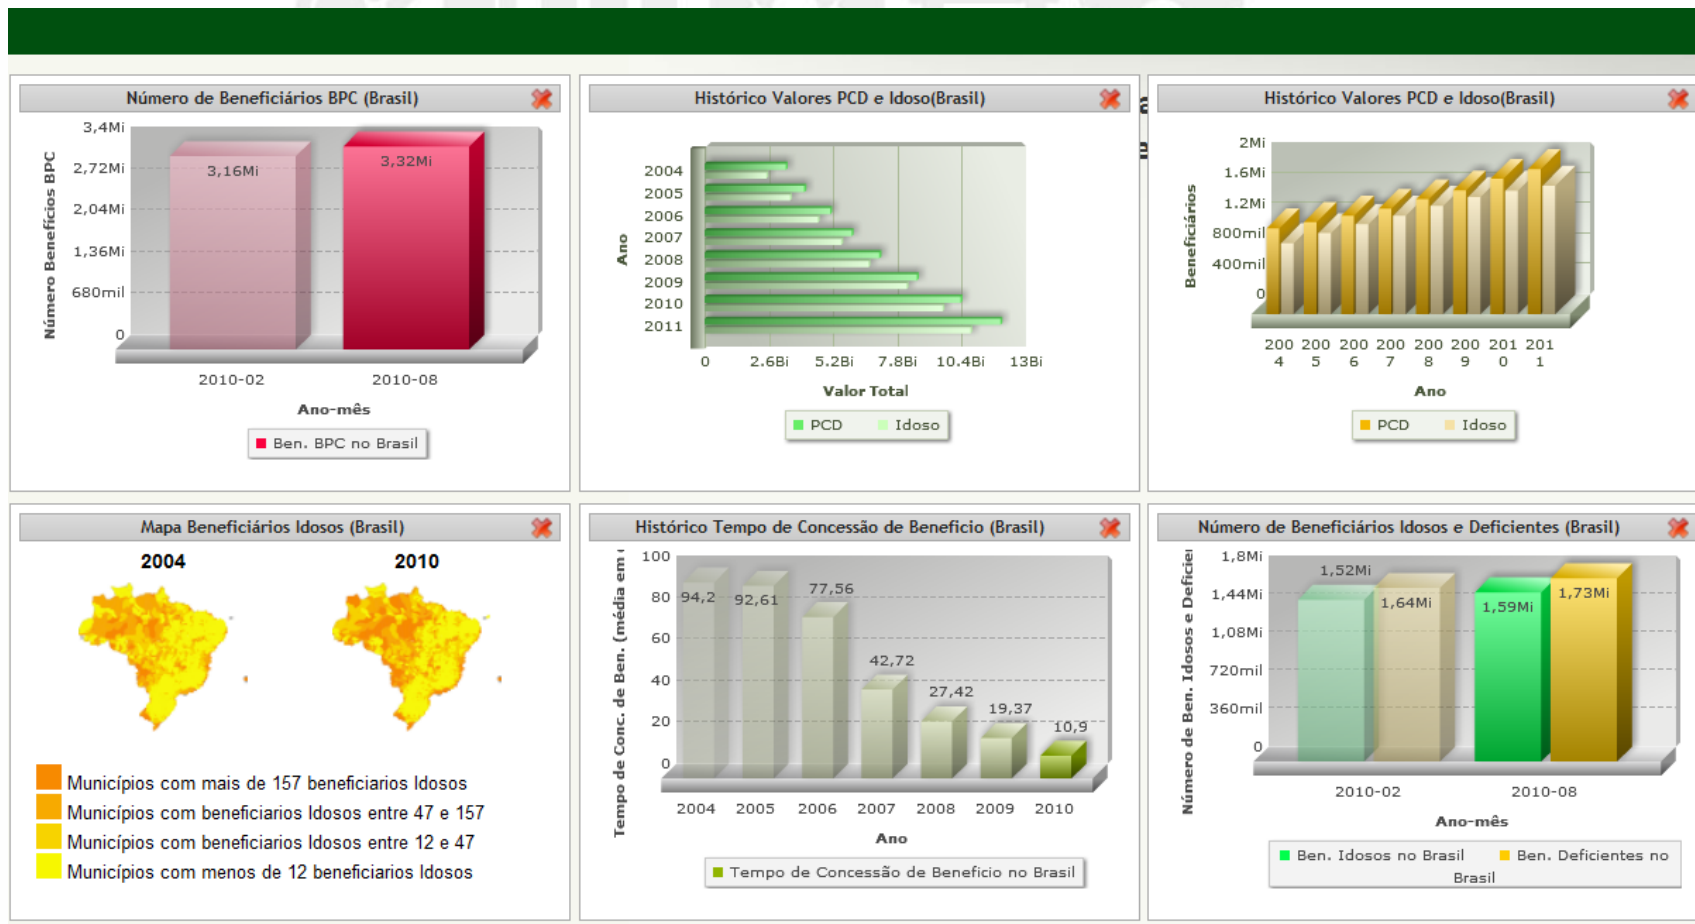 Número de Beneficiários BPC (Brasil)
3,4Mi
2,72Mi
2,04Mi
1,36Mi
680mil
0
Número Benefícios BPC
3,16Mi
3,32Mi
2010-02
2010-08
Ano-mês
Ben. BPC no Brasil
Histórico Valores PCD e Idoso(Brasil)
Ano
2004
2005
2006
2007
2008
2009
2010
2011
0
2.6Bi
5.2Bi
7.8Bi
10.4Bi
13Bi
Valor Total
PCD
Idoso
Histórico Valores PCD e Idoso(Brasil)
Beneficiários
2Mi
1.6Mi
1.2Mi
800mil
400mil
0
200 200 200 200 200 200 201 201
4 5 6 7 8 9 0 1
Ano
PCD
Idoso
Mapa Beneficiários Idosos (Brasil)
2004
2010
Municípios com mais de 157 beneficiarios Idosos
Municípios com beneficiarios Idosos entre 47 e 157
Municípios com beneficiarios Idosos entre 12 e 47
Municípios com menos de 12 beneficiarios Idosos
Histórico Tempo de Concessão de Beneficio (Brasil)
Tempo de Conc. de Ben. (média em
100
80
60
40
20
0
94,2
92,61
77,56
42,72
27,42
19,37
10,9
2004
2005
2006
2007
2008
2009
2010
Ano
Tempo de Concessão de Beneficio no Brasil
Número de Beneficiários Idosos e Deficientes (Brasil)
Número de Ben. Idosos e Deficie
1,8Mi
1,44Mi
1,08Mi
720mil
360mil
0
1,52Mi
1,64Mi
1,59Mi
1,73Mi
2010-02
2010-08
Ano-mês
Ben. Idosos no Brasil
Ben. Deficientes no
Brasil